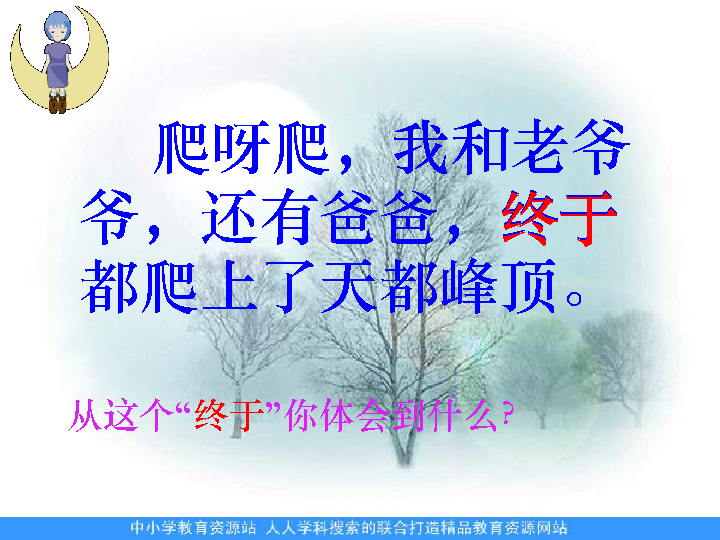 爬呀爬，我和老爷
爷，还有爸爸，终于
都爬上了天都峰顶。
从这个“终于”你体会到什么?
中小学教育资源站 人人学科搜索的联合打造精品教育资源网站